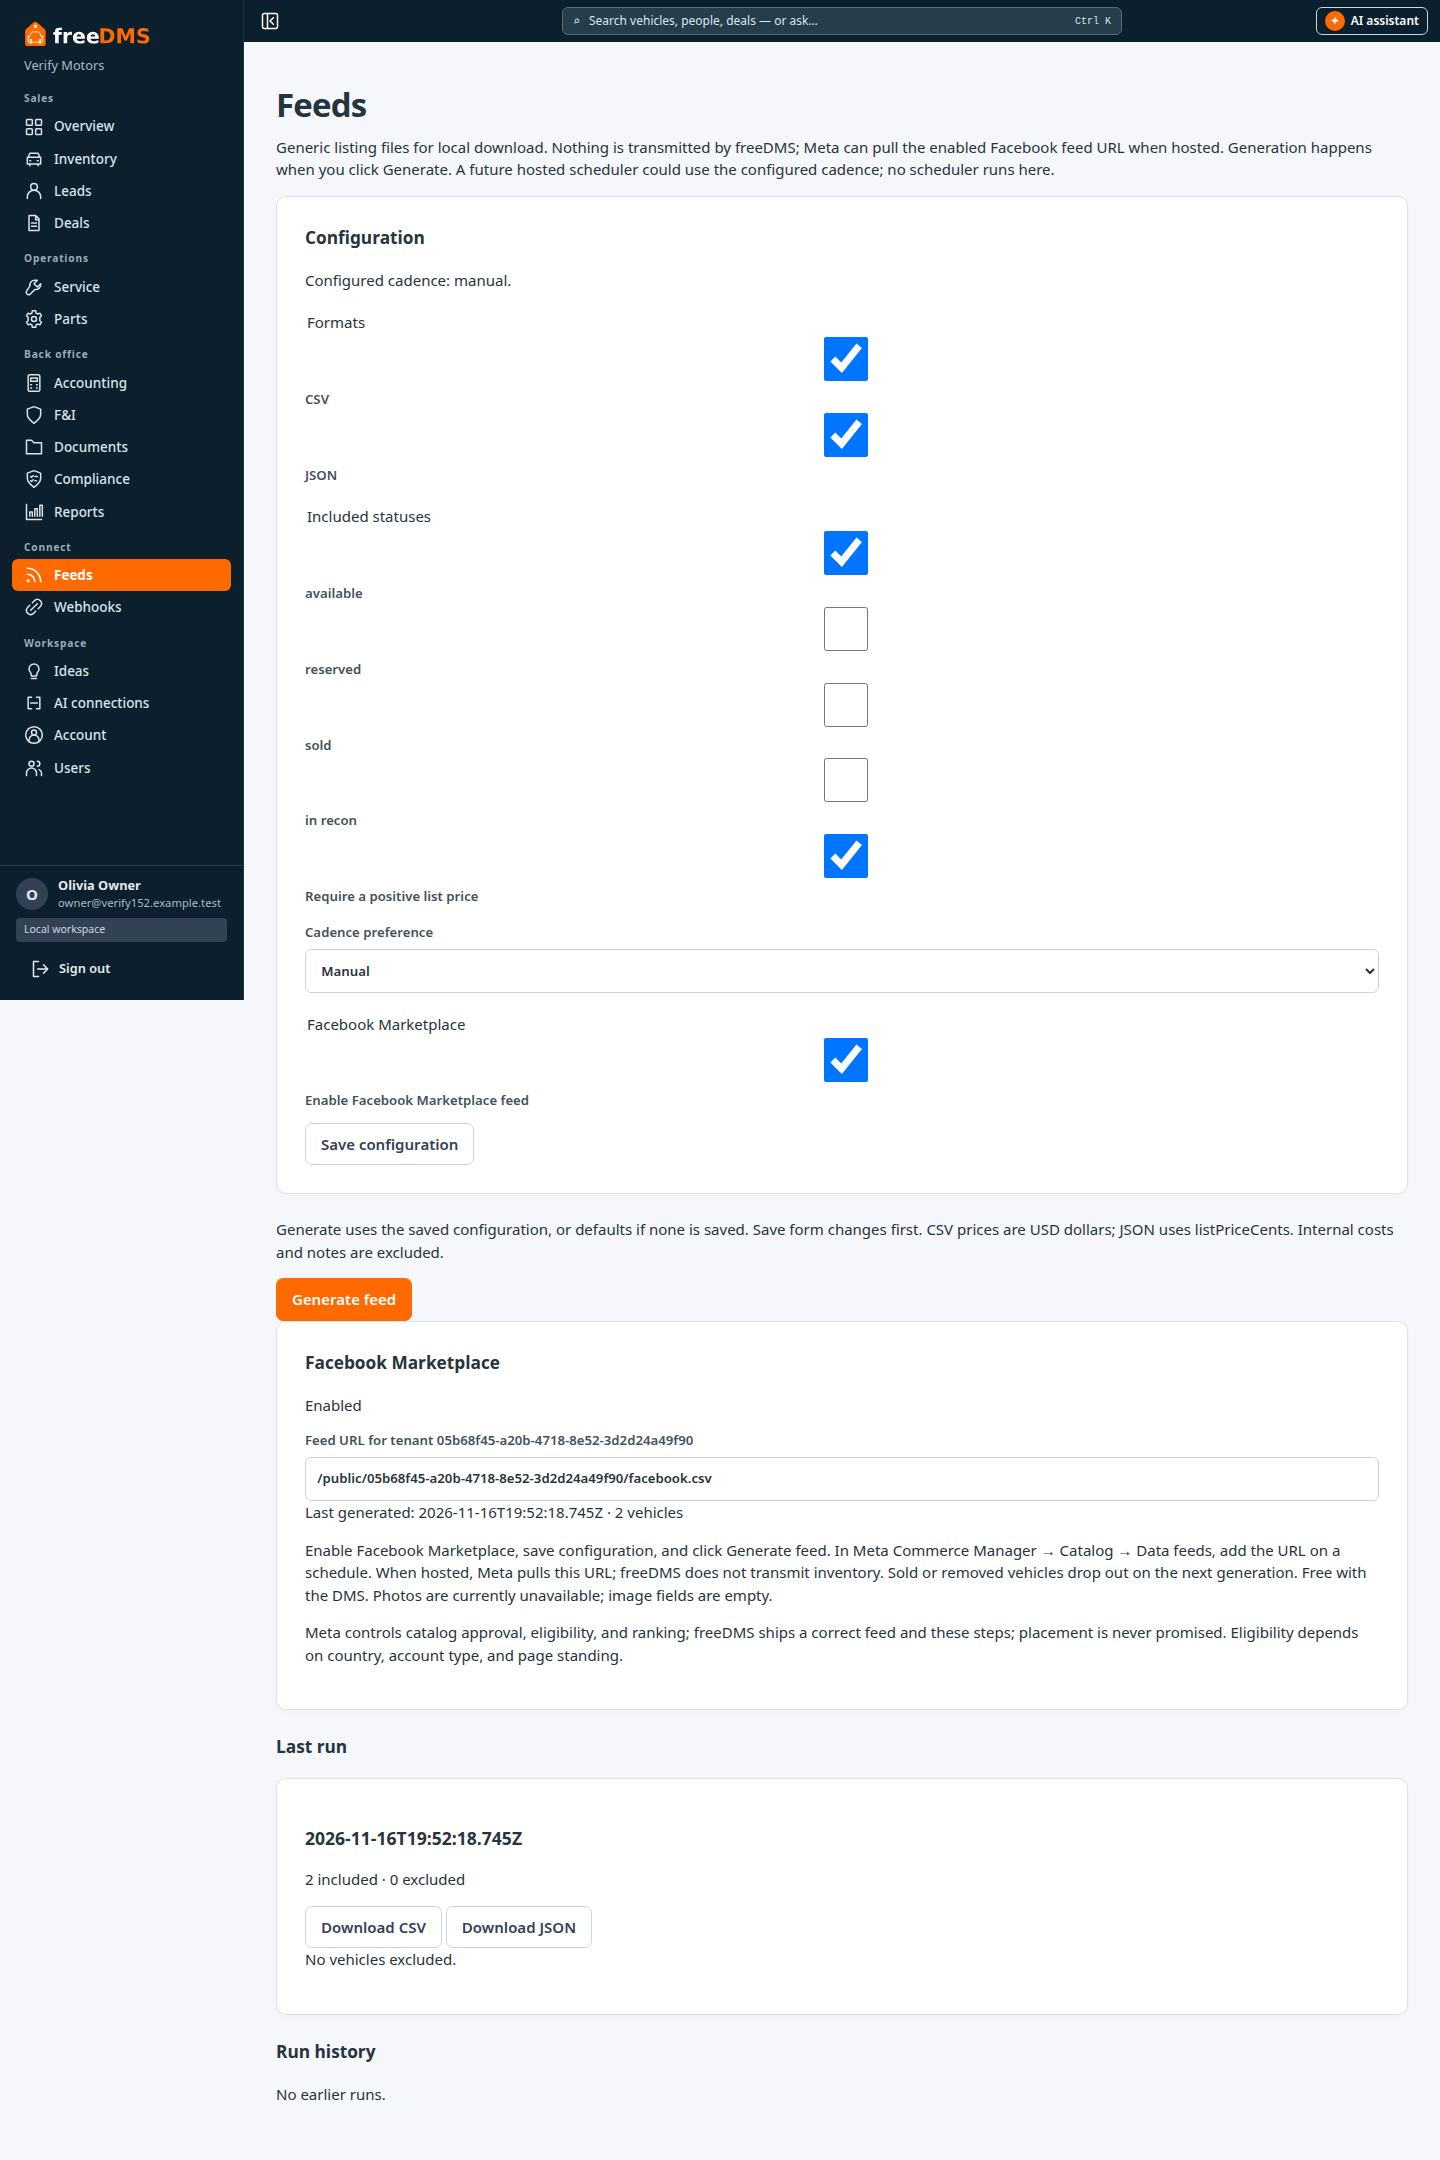 freeDMS
Verify Motors
Sales
Overview
Inventory
Leads
Deals
Operations
Service
Parts
Back office
Accounting
F&I
Documents
Compliance
Reports
Connect
Feeds
Webhooks
Workspace
Ideas
AI connections
Account
Users
O
Olivia Owner
owner@verify152.example.test
Local workspace
Sign out
Search vehicles, people, deals — or ask...
Ctrl K
AI assistant
Feeds
Generic listing files for local download. Nothing is transmitted by freeDMS; Meta can pull the enabled Facebook feed URL when hosted. Generation happens
when you click Generate. A future hosted scheduler could use the configured cadence; no scheduler runs here.
Configuration
Configured cadence: manual.
Formats
CSV
JSON
Included statuses
available
reserved
sold
in recon
Require a positive list price
Cadence preference
Manual
Facebook Marketplace
Enable Facebook Marketplace feed
Save configuration
Generate uses the saved configuration, or defaults if none is saved. Save form changes first. CSV prices are USD dollars; JSON uses listPriceCents. Internal costs
and notes are excluded.
Generate feed
Facebook Marketplace
Enabled
Feed URL for tenant 05b68f45-a20b-4718-8e52-3d2d24a49f90
/public/05b68f45-a20b-4718-8e52-3d2d24a49f90/facebook.csv
Last generated: 2026-11-16T19:52:18.745Z · 2 vehicles
Enable Facebook Marketplace, save configuration, and click Generate feed. In Meta Commerce Manager → Catalog → Data feeds, add the URL on a
schedule. When hosted, Meta pulls this URL; freeDMS does not transmit inventory. Sold or removed vehicles drop out on the next generation. Free with
the DMS. Photos are currently unavailable; image fields are empty.
Meta controls catalog approval, eligibility, and ranking; freeDMS ships a correct feed and these steps; placement is never promised. Eligibility depends
on country, account type, and page standing.
Last run
2026-11-16T19:52:18.745Z
2 included · 0 excluded
Download CSV
Download JSON
No vehicles excluded.
Run history
No earlier runs.